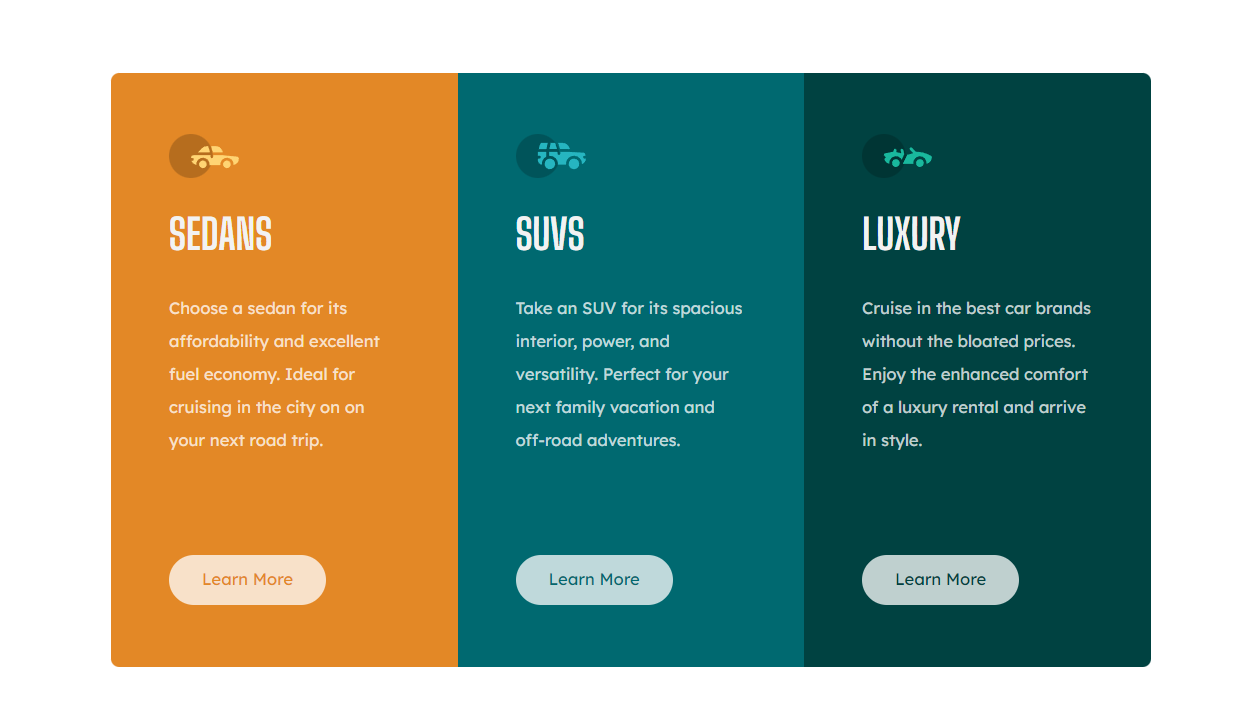 SEDANS
Choose a sedan for its
affordability and excellent
fuel economy. Ideal for
cruising in the city on on
your next road trip.
Learn More
SUVS
Take an SUV for its spacious
interior, power, and
versatility. Perfect for your
next family vacation and
off-road adventures.
Learn More
LUXURY
Cruise in the best car brands
without the bloated prices.
Enjoy the enhanced comfort
of a luxury rental and arrive
in style.
Learn More